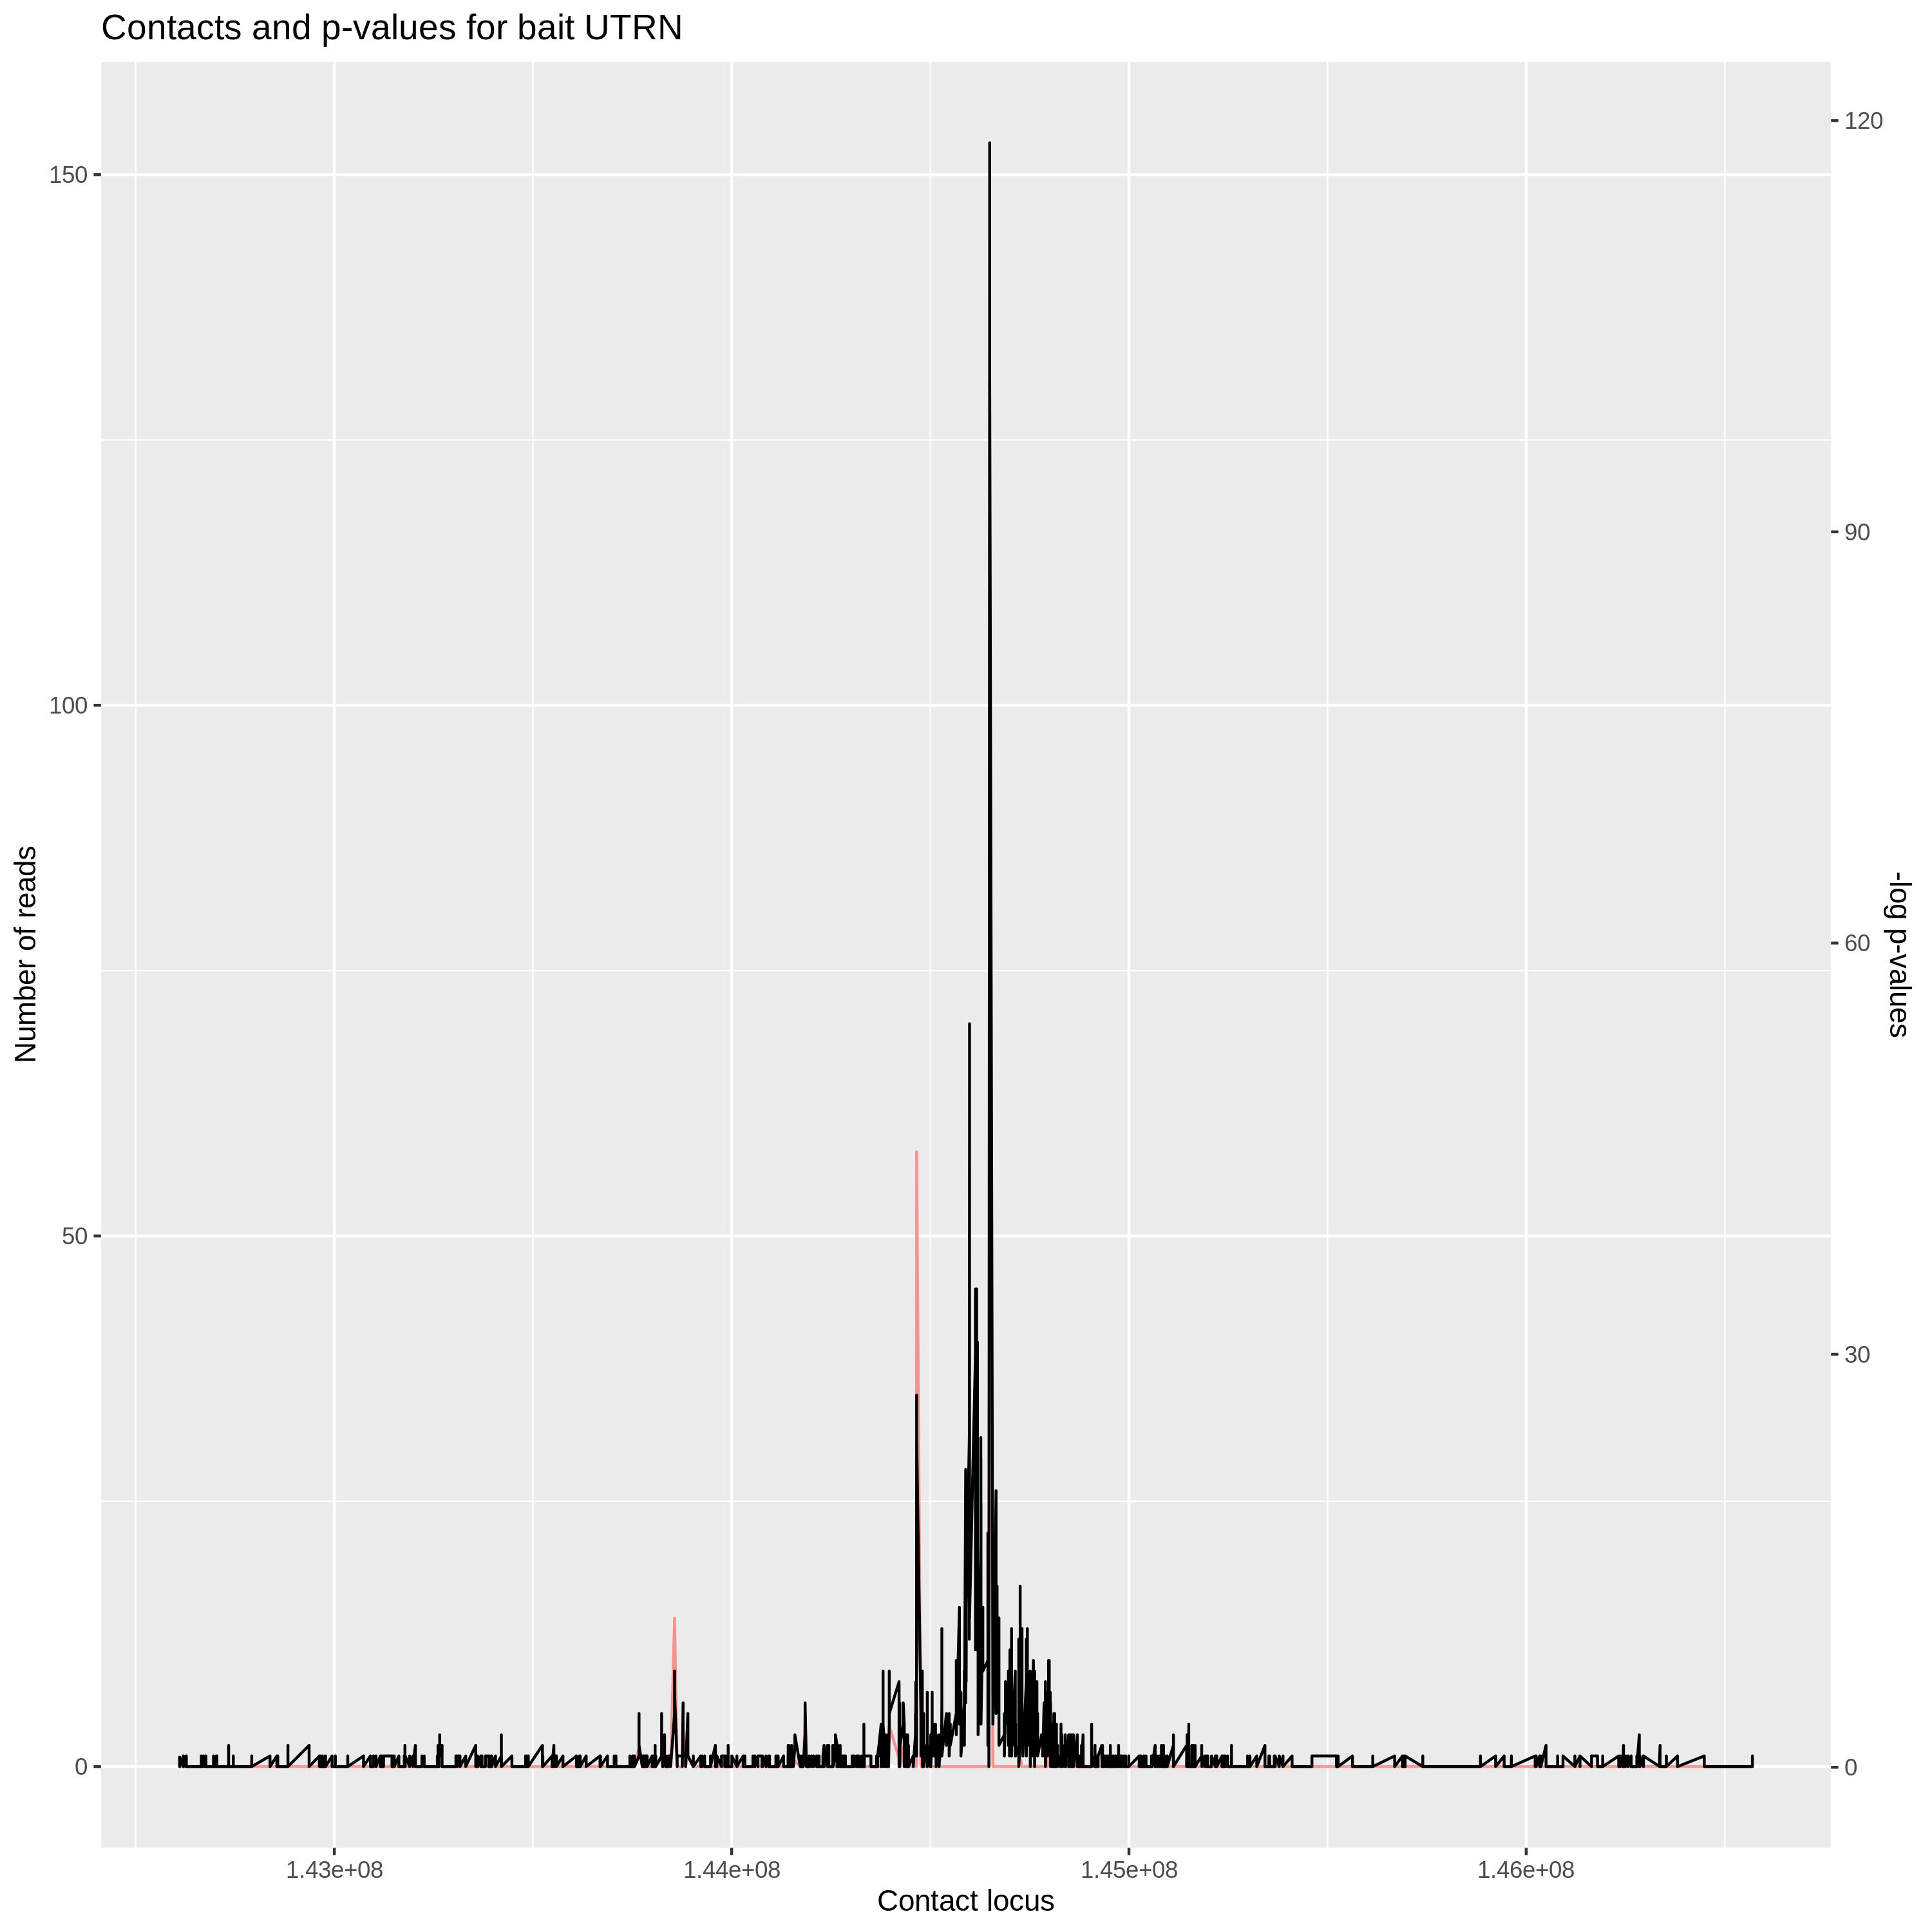 Contacts and p-values for bait UTRN
150
100
50
0
Number of reads
120
90
60
30
0
-log p-values
1.43e+08
1.44e+08
1.45e+08
1.46e+08
Contact locus